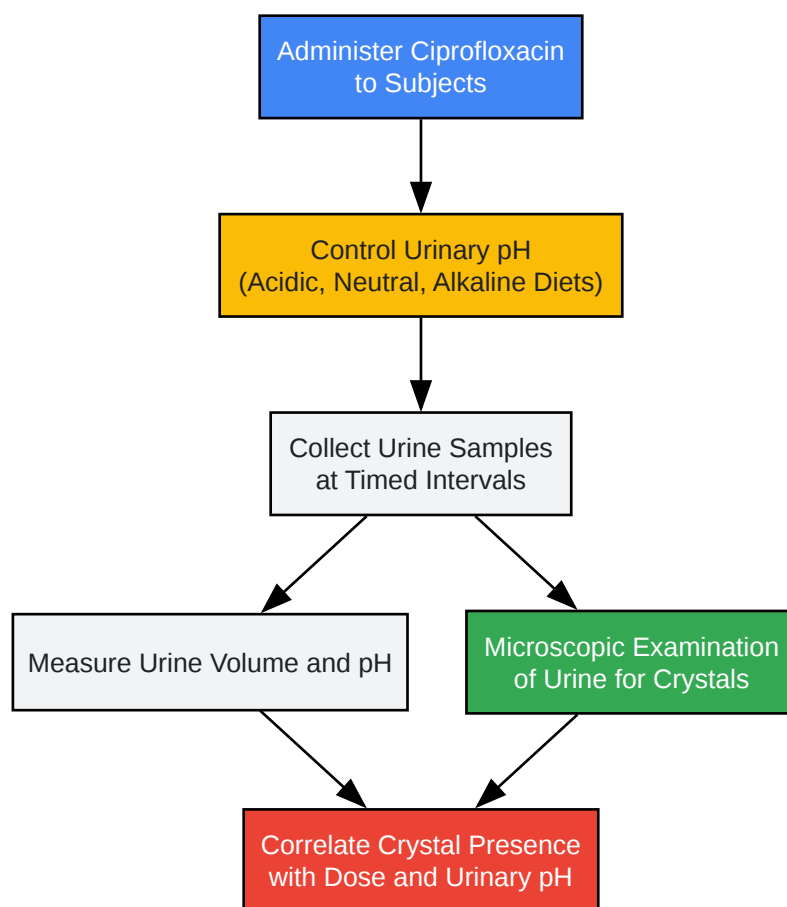 Administer Ciprofloxacin
to Subjects
Control Urinary pH
(Acidic, Neutral, Alkaline Diets)
Collect Urine Samples
at Timed Intervals
Measure Urine Volume and pH
Microscopic Examination
of Urine for Crystals
Correlate Crystal Presence
with Dose and Urinary pH